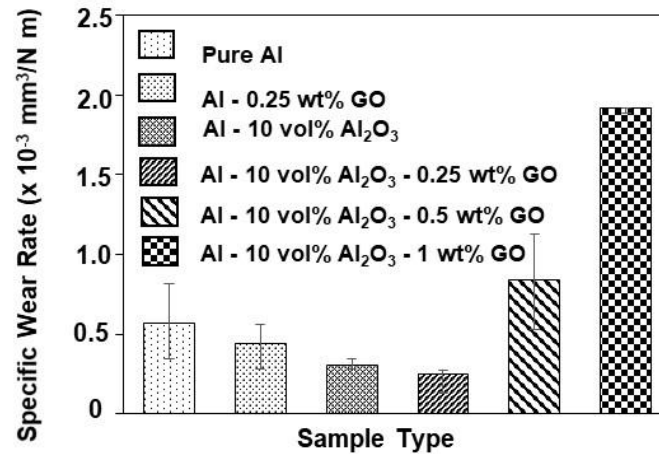 Specific Wear Rate (x 10⁻³ mm³/N m)
2.5
2.0
1.5
1.0
0.5
0
Pure Al
Al - 0.25 wt% GO
Al - 10 vol% Al₂O₃
Al - 10 vol% Al₂O₃ - 0.25 wt% GO
Al - 10 vol% Al₂O₃ - 0.5 wt% GO
Al - 10 vol% Al₂O₃ - 1 wt% GO
Sample Type